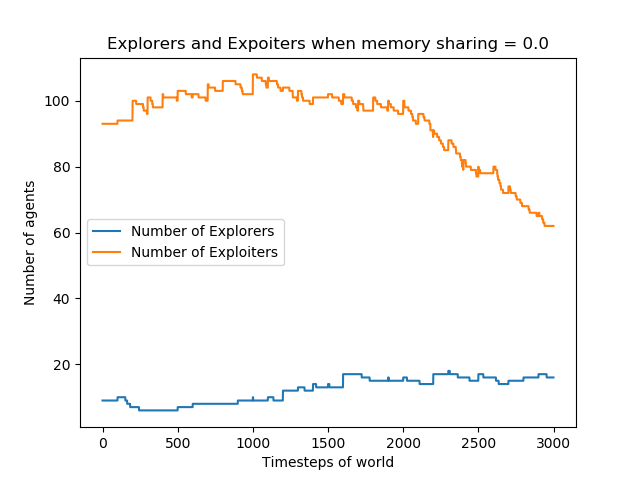 Explorers and Expoiters when memory sharing = 0.0
Number of agents
100
80
60
40
20
Number of Explorers
Number of Exploiters
0
500
1000
1500
2000
2500
3000
Timesteps of world